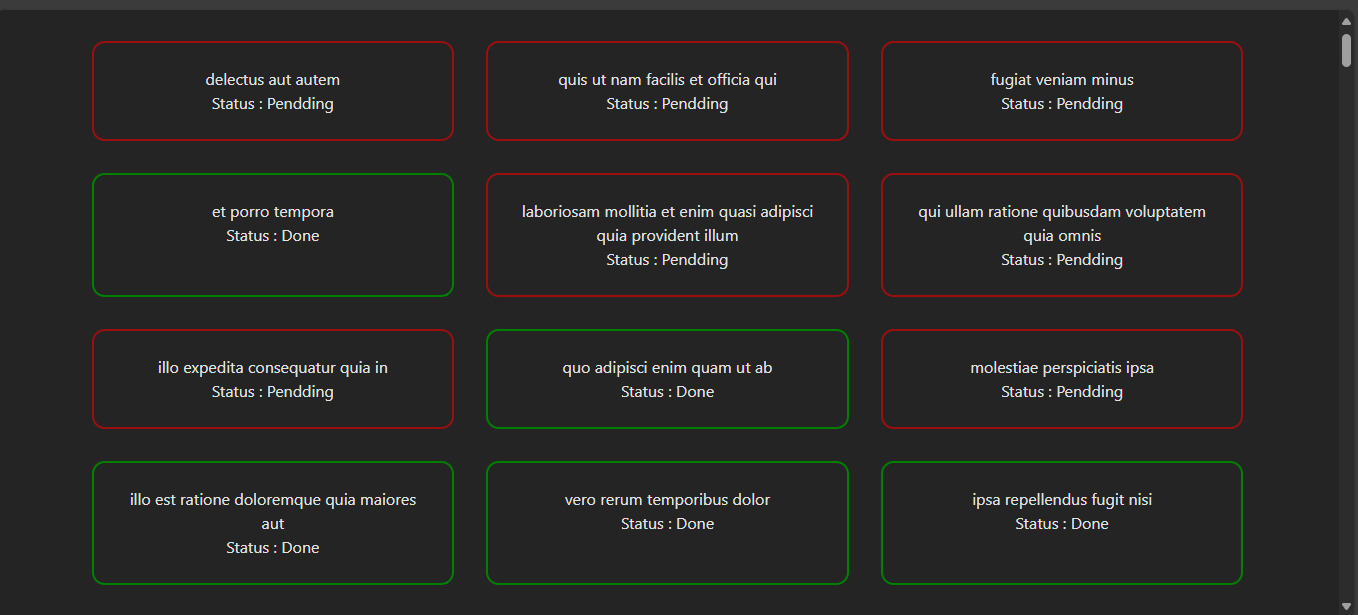 delectus aut autem
Status : Pendding
quis ut nam facilis et officia qui
Status : Pendding
fugiat veniam minus
Status : Pendding
et porro tempora
Status : Done
laboriosam mollitia et enim quasi adipisci
quia provident illum
Status : Pendding
qui ullam ratione quibusdam voluptatem
quia omnis
Status : Pendding
illo expedita consequatur quia in
Status : Pendding
quo adipisci enim quam ut ab
Status : Done
molestiae perspiciatis ipsa
Status : Pendding
illo est ratione doloremque quia maiores
aut
Status : Done
vero rerum temporibus dolor
Status : Done
ipsa repellendus fugit nisi
Status : Done